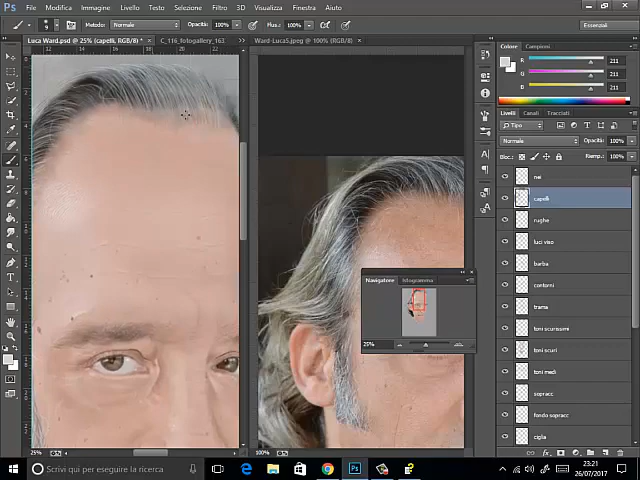 Ps File Modifica Immagine Livello Testo Selezione Filtro 3D Visualizza Finestra Aiuto
9 Metodo: Normale Opacità: 100% Flus.: 100% Essenziali
Luca Ward.psd @ 25% (capelli, RGB/8) * × C_116_fotogallery_163 >> Ward-Luca5.jpeg @ 100% (RGB/8) ×
Colore Campioni
R 211
G 211
B 211
Livelli Canali Tracciati
Tipo
Normale Opacità: 100%
Bloc.: Riemp.: 100%
nei
capelli
rughe
luci viso
barba
contorni
trama
toni scurissimi
toni scuri
toni medi
sopracc
fondo sopracc
ciglia
Navigatore Istogramma
25%
25% 100%
Scrivi qui per eseguire la ricerca
23:21
26/07/2017